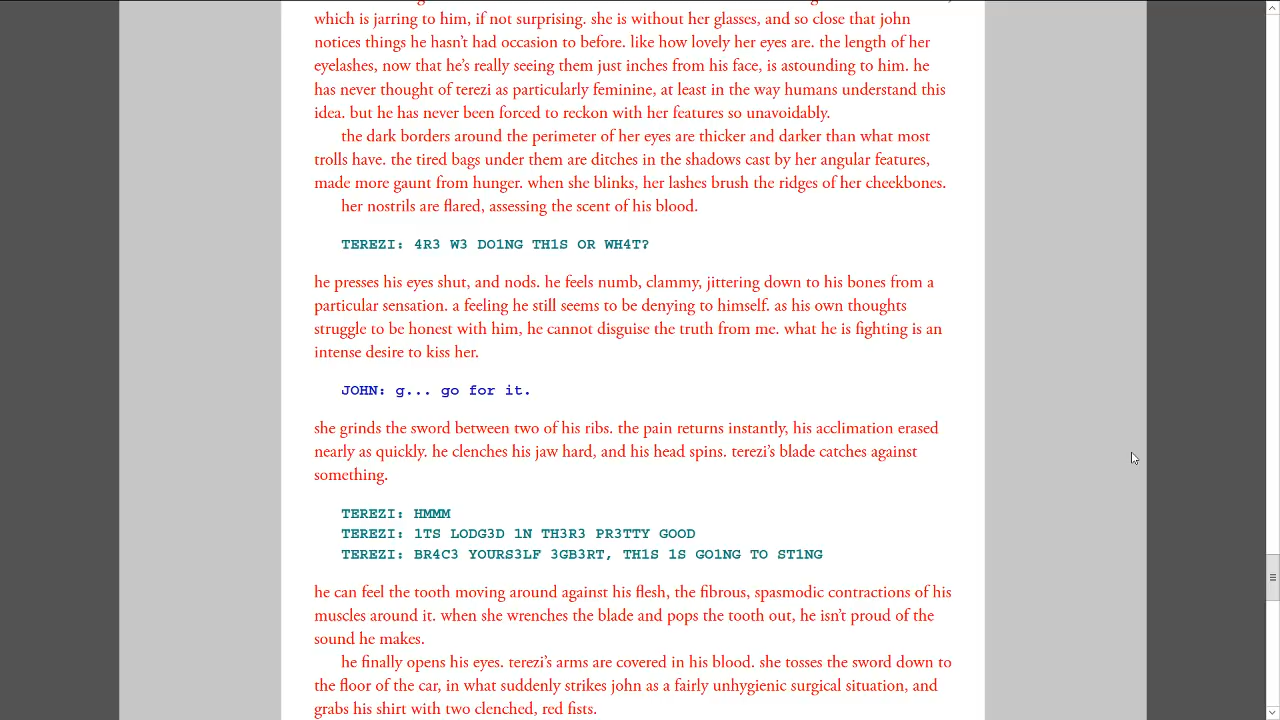 which is jarring to him, if not surprising. she is without her glasses, and so close that john
notices things he hasn't had occasion to before. like how lovely her eyes are. the length of her
eyelashes, now that he's really seeing them just inches from his face, is astounding to him. he
has never thought of terezi as particularly feminine, at least in the way humans understand this
idea. but he has never been forced to reckon with her features so unavoidably.
the dark borders around the perimeter of her eyes are thicker and darker than what most
trolls have. the tired bags under them are ditches in the shadows cast by her angular features,
made more gaunt from hunger. when she blinks, her lashes brush the ridges of her cheekbones.
her nostrils are flared, assessing the scent of his blood.
TEREZI: 4R3 W3 DO1NG TH1S OR WH4T?
he presses his eyes shut, and nods. he feels numb, clammy, jittering down to his bones from a
particular sensation. a feeling he still seems to be denying to himself. as his own thoughts
struggle to be honest with him, he cannot disguise the truth from me. what he is fighting is an
intense desire to kiss her.
JOHN: g... go for it.
she grinds the sword between two of his ribs. the pain returns instantly, his acclimation erased
nearly as quickly. he clenches his jaw hard, and his head spins. terezi's blade catches against
something.
TEREZI: HMMM
TEREZI: 1TS LODG3D 1N TH3R3 PR3TTY GOOD
TEREZI: BR4C3 YOURS3LF 3GB3RT, TH1S 1S GO1NG TO ST1NG
he can feel the tooth moving around against his flesh, the fibrous, spasmodic contractions of his
muscles around it. when she wrenches the blade and pops the tooth out, he isn't proud of the
sound he makes.
he finally opens his eyes. terezi's arms are covered in his blood. she tosses the sword down to
the floor of the car, in what suddenly strikes john as a fairly unhygienic surgical situation, and
grabs his shirt with two clenched, red fists.